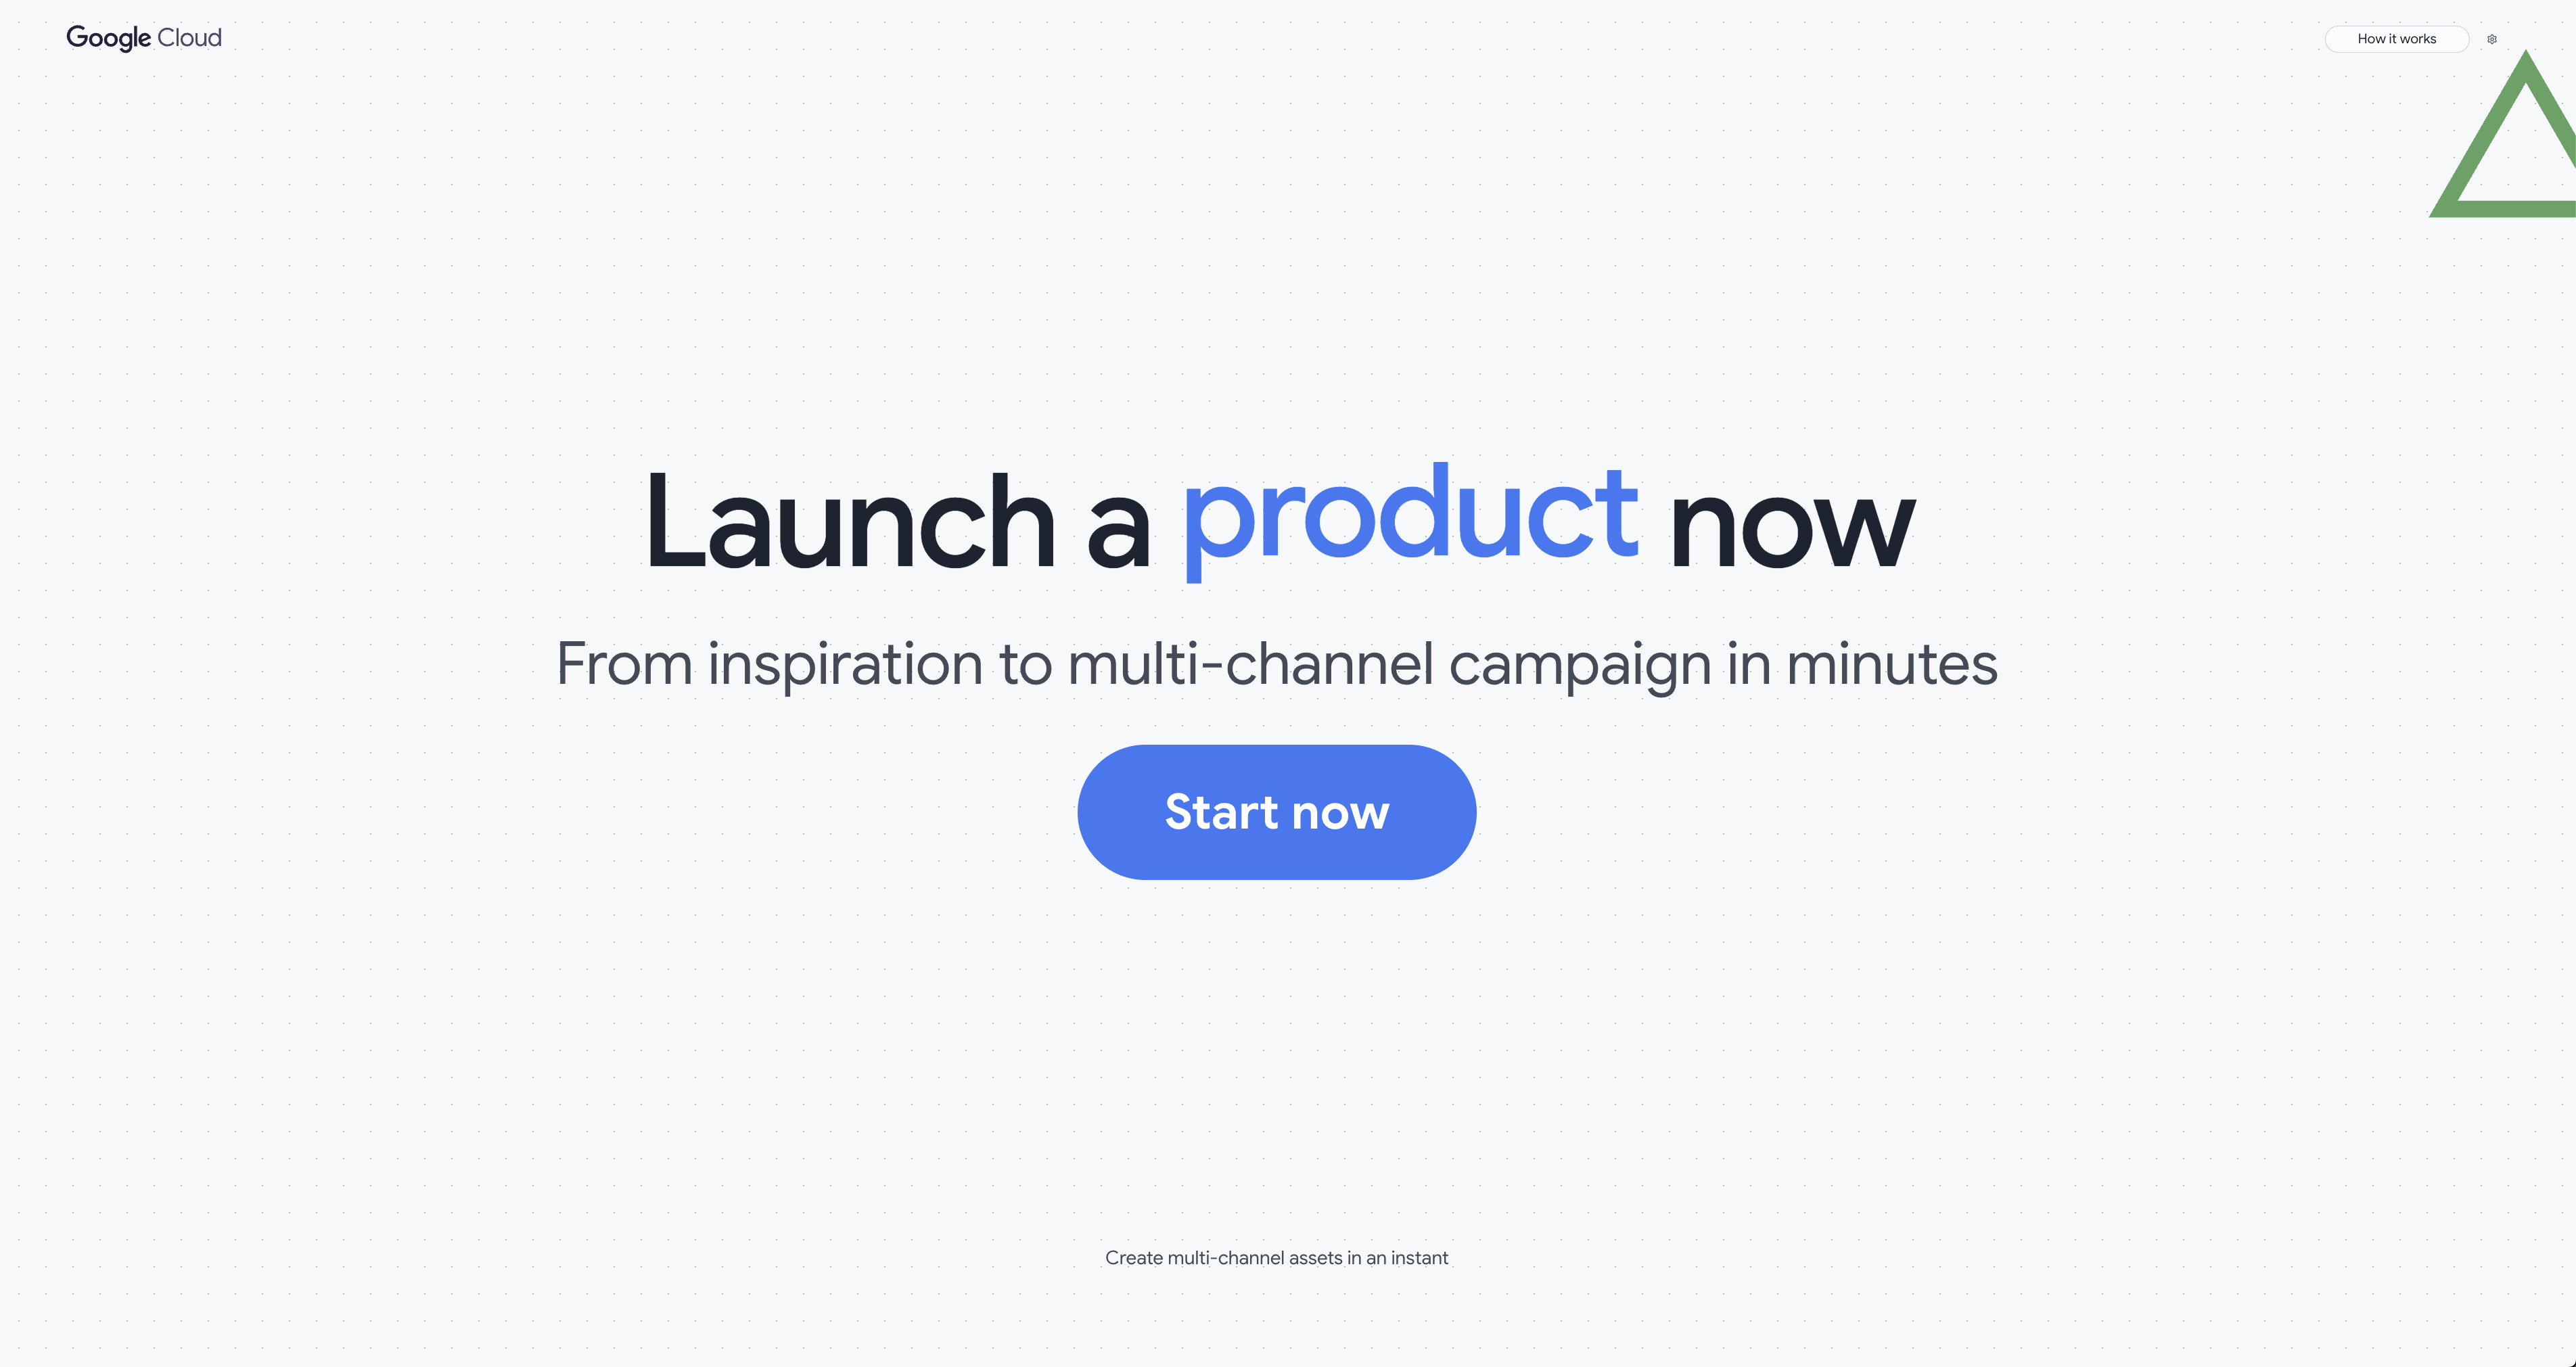 Google Cloud
How it works
Launch a product now
From inspiration to multi-channel campaign in minutes
Start now
Create multi-channel assets in an instant